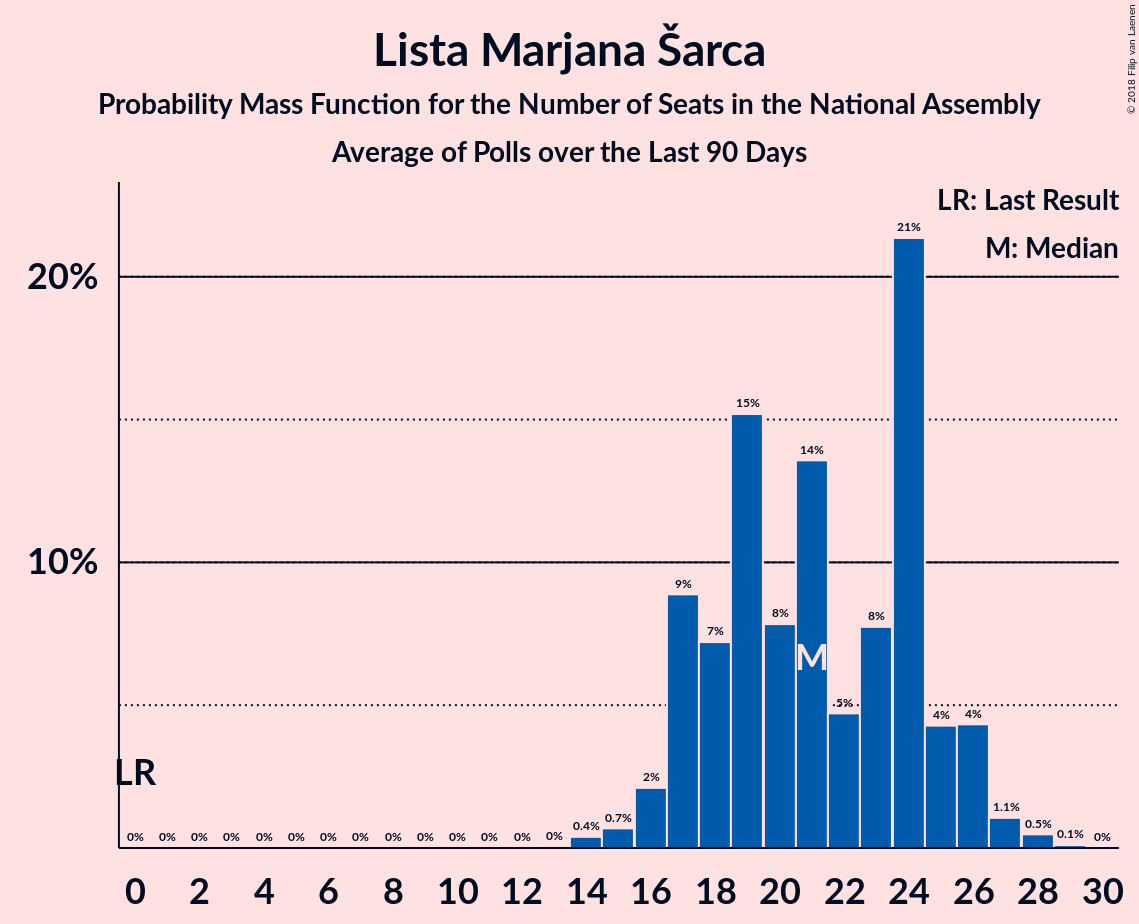 Lista Marjana Šarca
Probability Mass Function for the Number of Seats in the National Assembly
Average of Polls over the Last 90 Days
© 2018 Filip van Laenen
LR: Last Result
M: Median
20%
10%
LR
M
0% 0% 0% 0% 0% 0% 0% 0% 0% 0% 0% 0% 0% 0% 0.4% 0.7% 2% 9% 7% 15% 8% 14% 5% 8% 21% 4% 4% 1.1% 0.5% 0.1% 0%
0 2 4 6 8 10 12 14 16 18 20 22 24 26 28 30